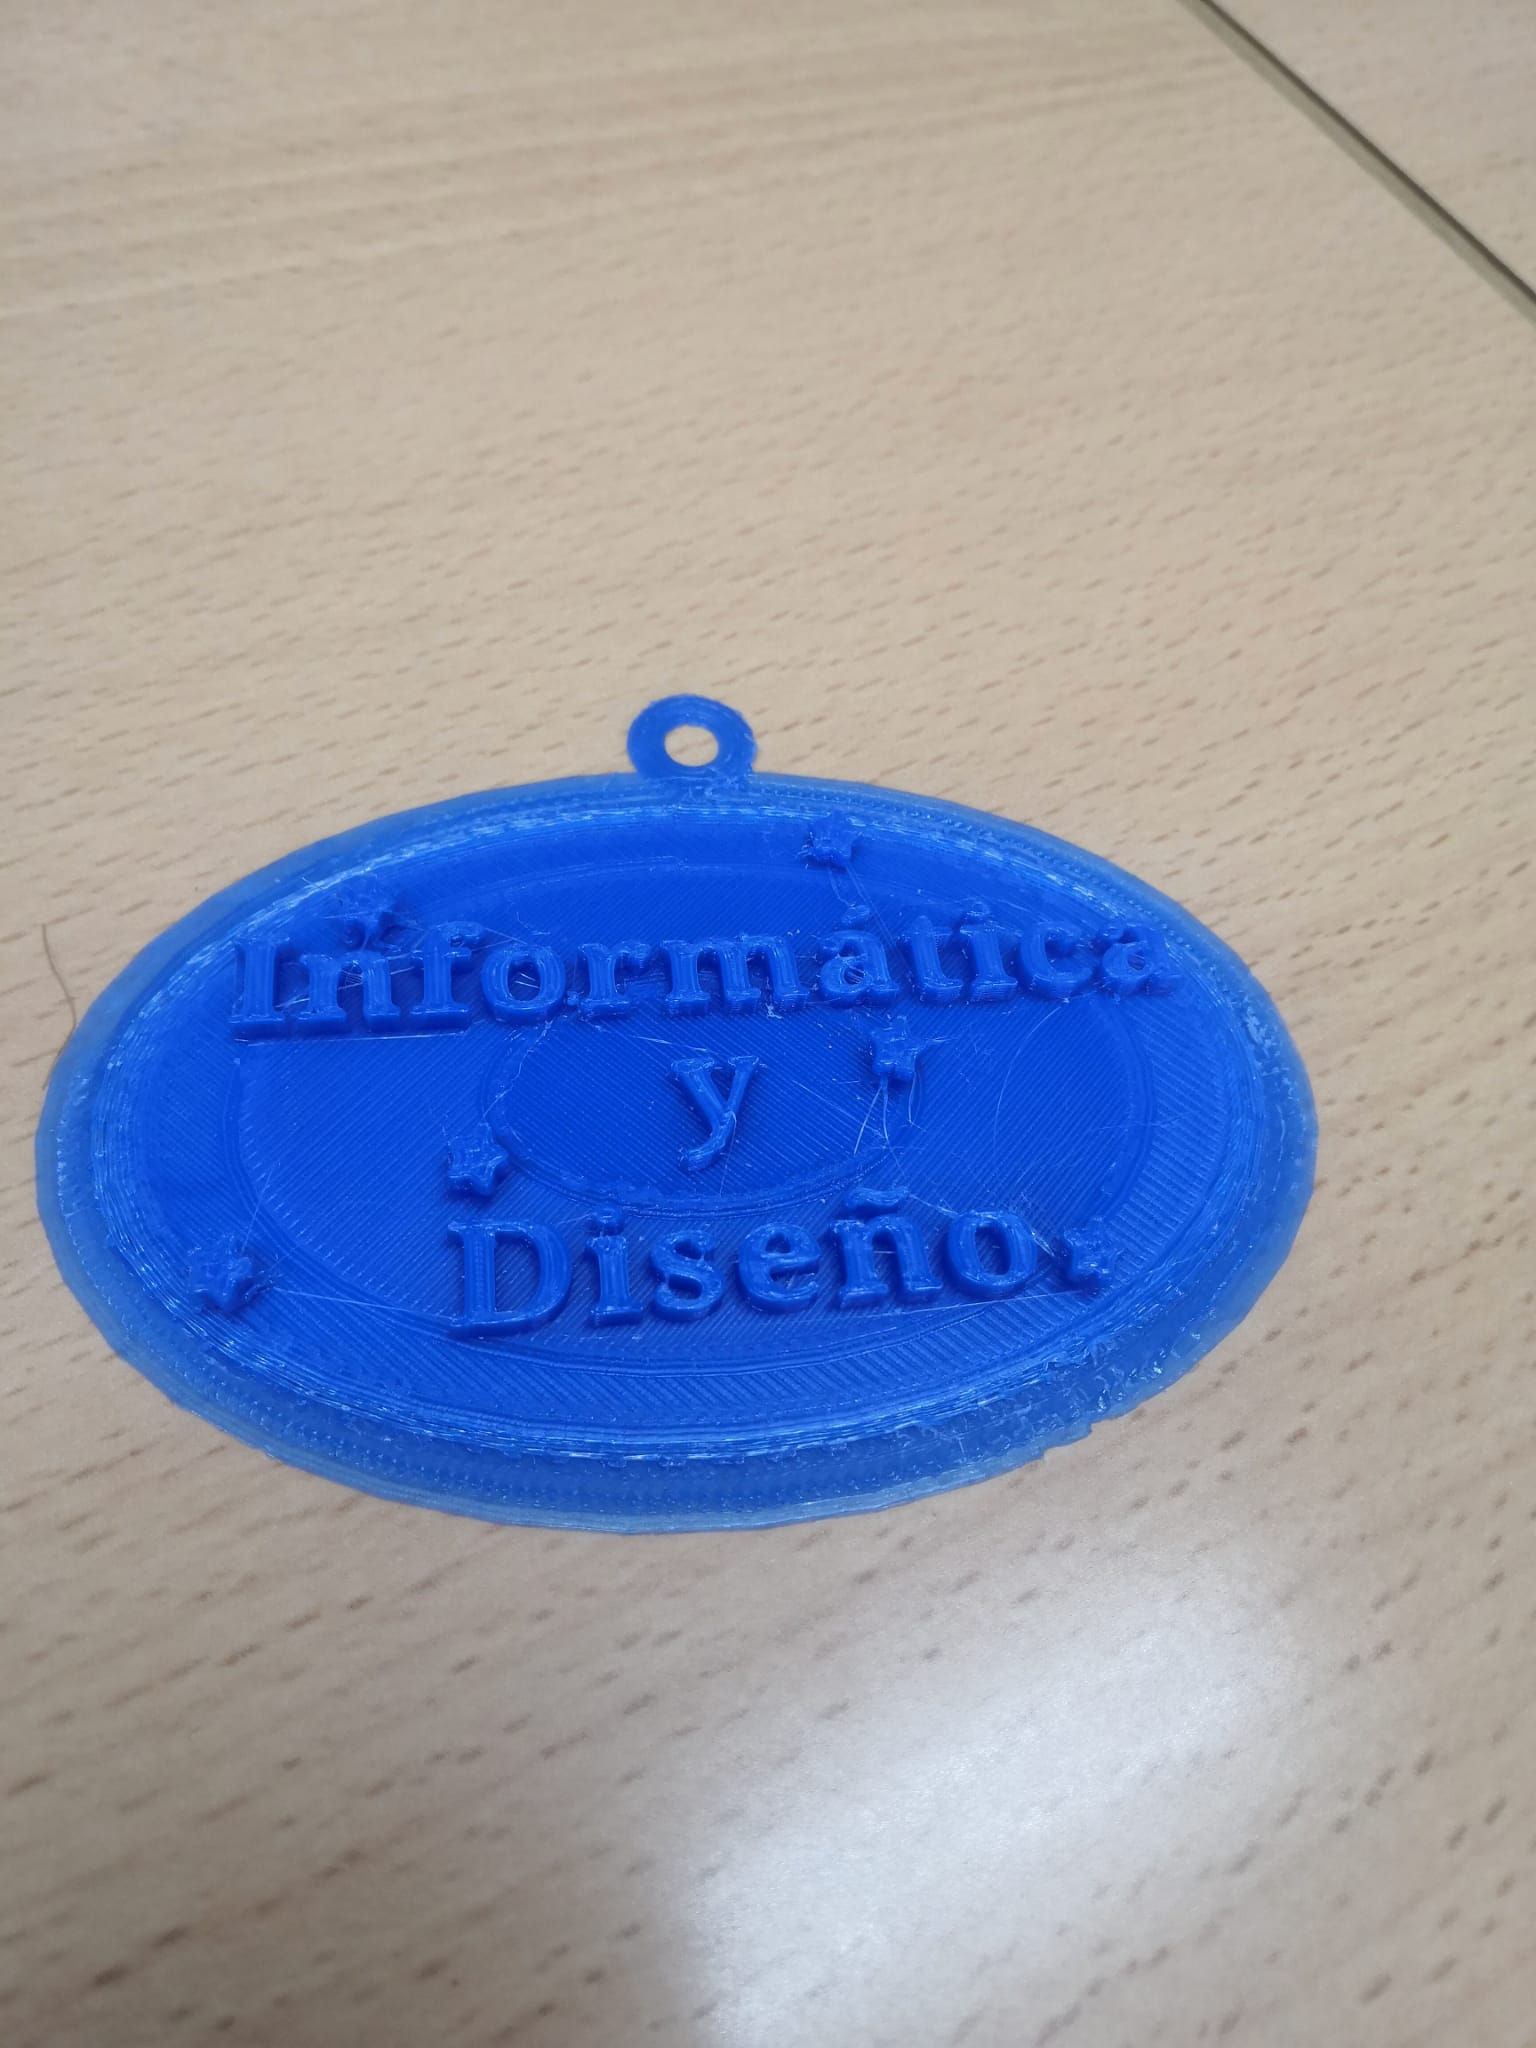 Informática
y
Diseño